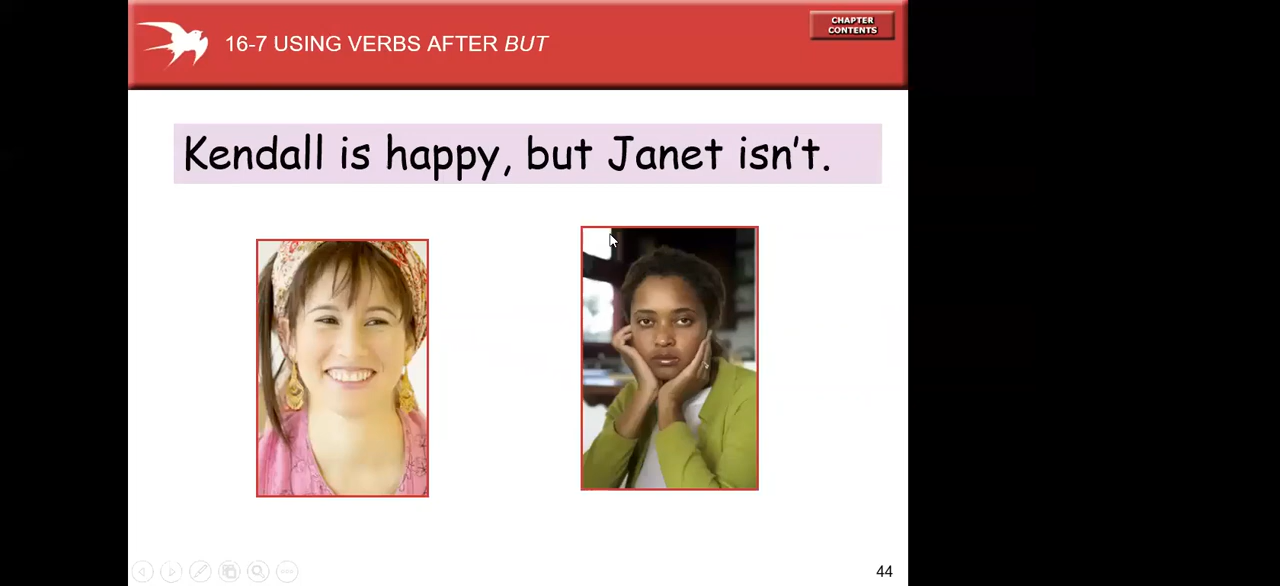 16-7 USING VERBS AFTER BUT
CHAPTER
CONTENTS
Kendall is happy, but Janet isn't.
44